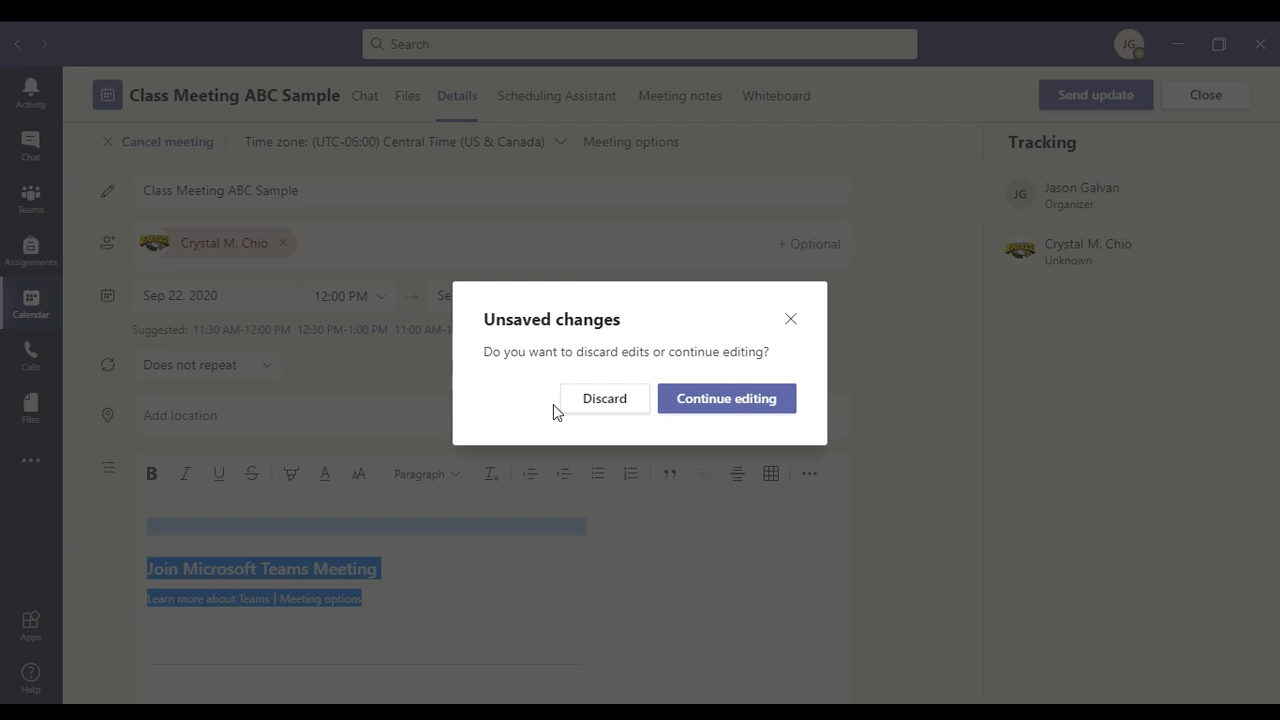 Search
JG
Activity
Chat
Teams
Assignments
Calendar
Calls
Files
Apps
Help
Class Meeting ABC Sample Chat Files Details Scheduling Assistant Meeting notes Whiteboard Send update Close
Cancel meeting Time zone: (UTC-06:00) Central Time (US & Canada) Meeting options
Class Meeting ABC Sample
Crystal M. Chio + Optional
Sep 22, 2020 12:00 PM → Se
Suggested: 11:30 AM-12:00 PM 12:30 PM-1:00 PM 11:00 AM-1
Does not repeat
Add location
Unsaved changes
Do you want to discard edits or continue editing?
Discard Continue editing
B I U S A AA Paragraph
Join Microsoft Teams Meeting
Learn more about Teams | Meeting options
Tracking
JG Jason Galvan
Organizer
Crystal M. Chio
Unknown